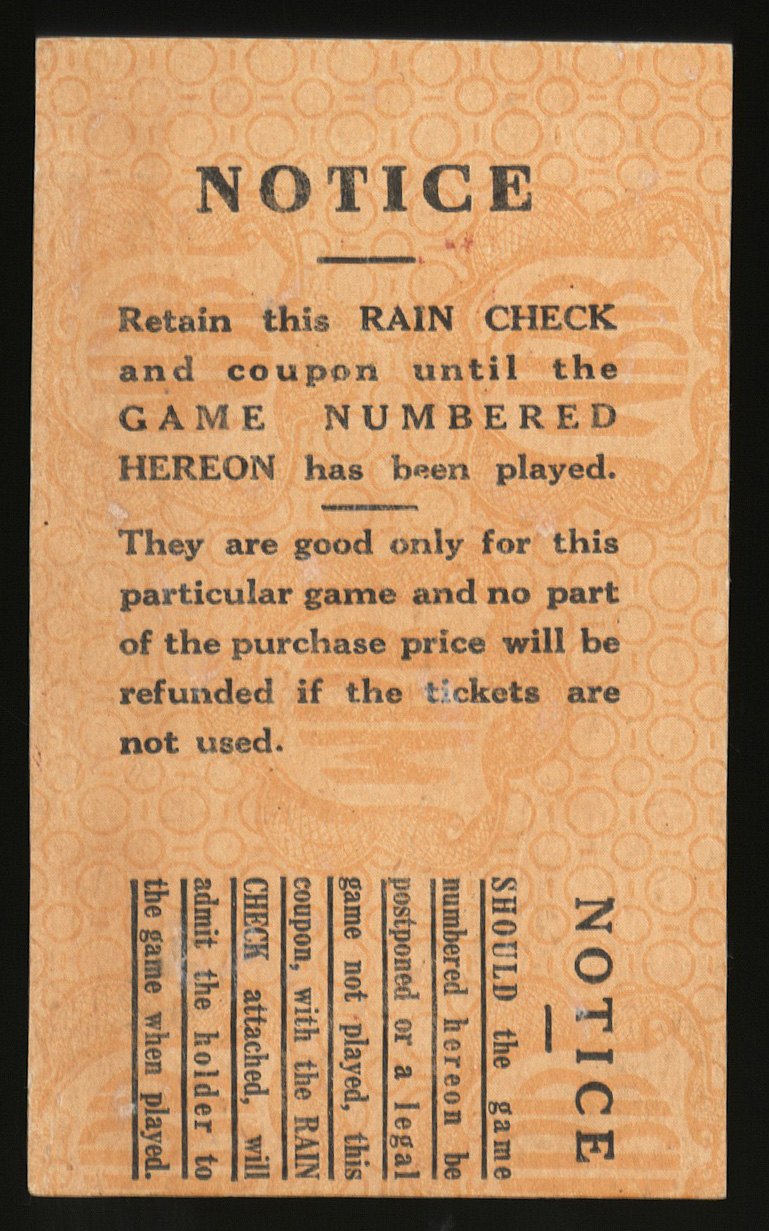 NOTICE
Retain this RAIN CHECK
and coupon until the
GAME NUMBERED
HEREON has been played.
They are good only for this
particular game and no part
of the purchase price will be
refunded if the tickets are
not used.
NOTICE
SHOULD the game
numbered hereon be
postponed or a legal
game not played, this
coupon, with the RAIN
CHECK attached, will
admit the holder to
the game when played.